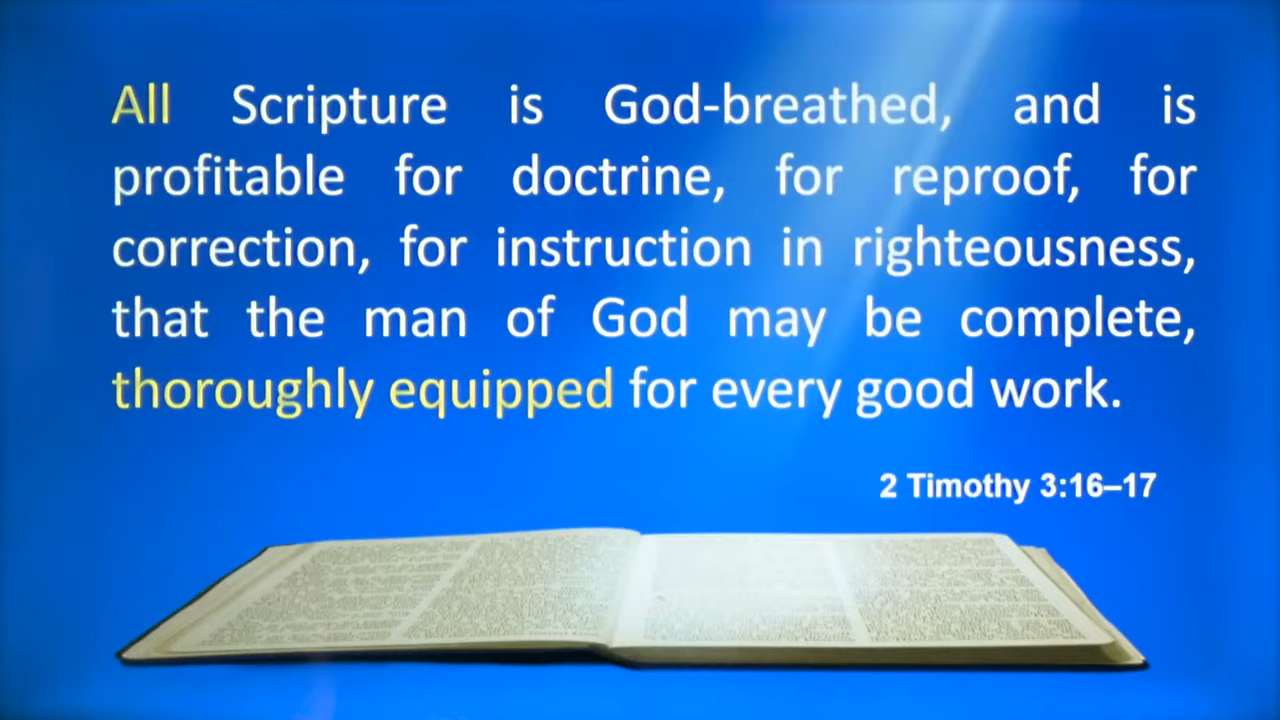 All Scripture is God-breathed, and is
profitable for doctrine, for reproof, for
correction, for instruction in righteousness,
that the man of God may be complete,
thoroughly equipped for every good work.
2 Timothy 3:16–17